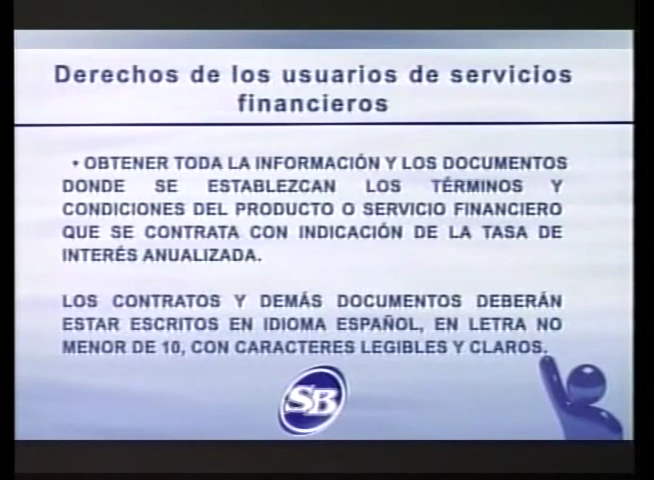 Derechos de los usuarios de servicios
financieros
• OBTENER TODA LA INFORMACIÓN Y LOS DOCUMENTOS
DONDE SE ESTABLEZCAN LOS TÉRMINOS Y
CONDICIONES DEL PRODUCTO O SERVICIO FINANCIERO
QUE SE CONTRATA CON INDICACIÓN DE LA TASA DE
INTERÉS ANUALIZADA.
LOS CONTRATOS Y DEMÁS DOCUMENTOS DEBERÁN
ESTAR ESCRITOS EN IDIOMA ESPAÑOL, EN LETRA NO
MENOR DE 10, CON CARACTERES LEGIBLES Y CLAROS.
SB